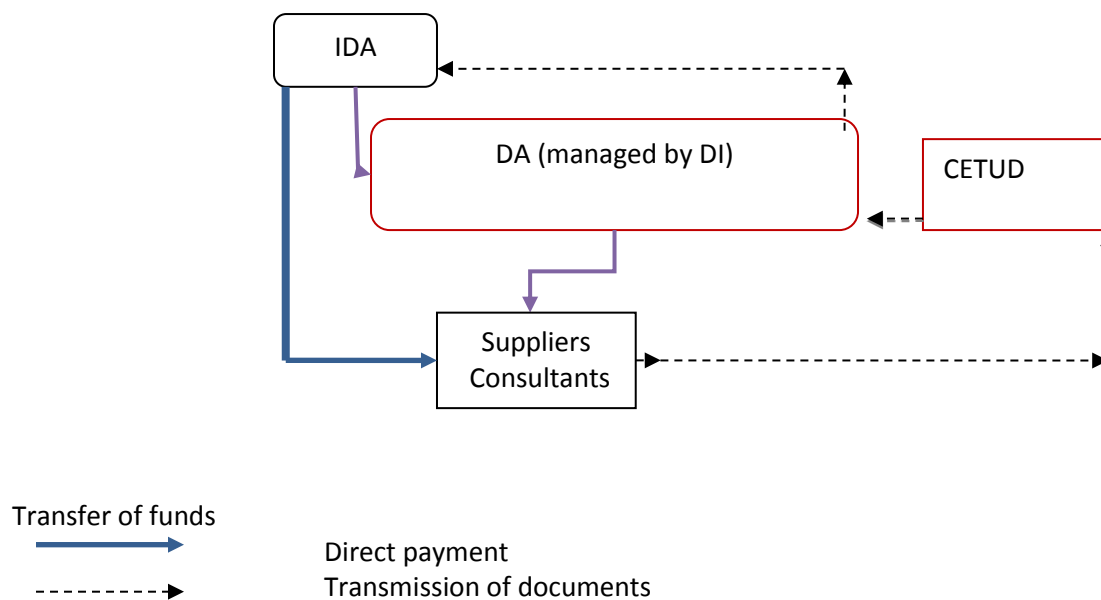 IDA
DA (managed by DI)
CETUD
Suppliers
Consultants
Transfer of funds
Direct payment
Transmission of documents